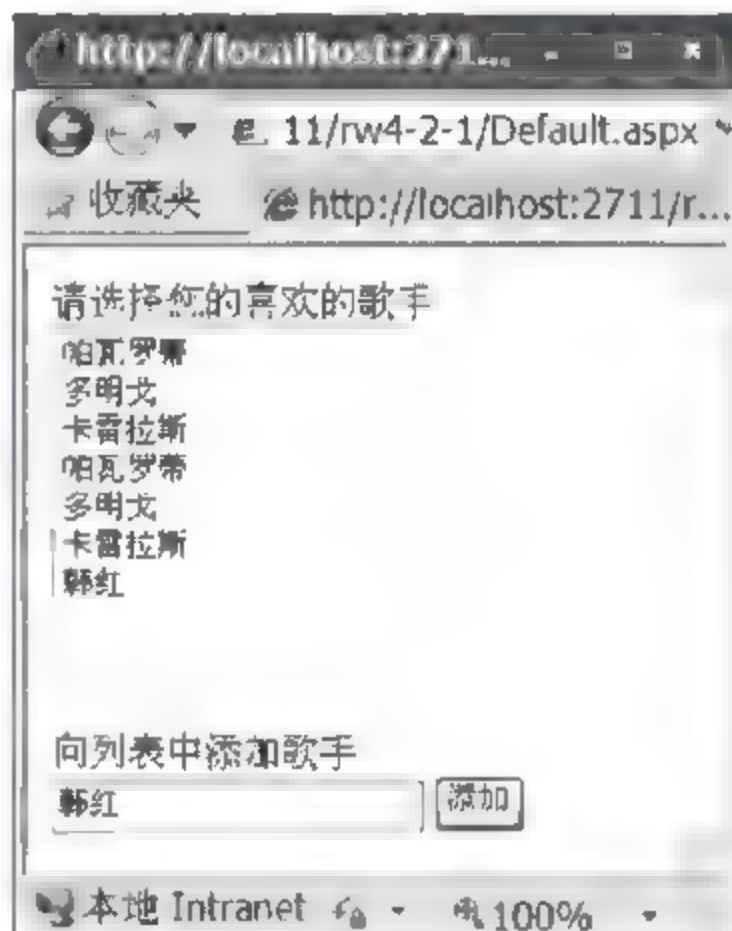 http://localhost:271...
11/rw4-2-1/Default.aspx
收藏夹 http://localhost:2711/r...
请选择您的喜欢的歌手
帕瓦罗蒂
多明戈
卡雷拉斯
帕瓦罗蒂
多明戈
卡雷拉斯
韩红
向列表中添加歌手
韩红 添加
本地 Intranet 100%